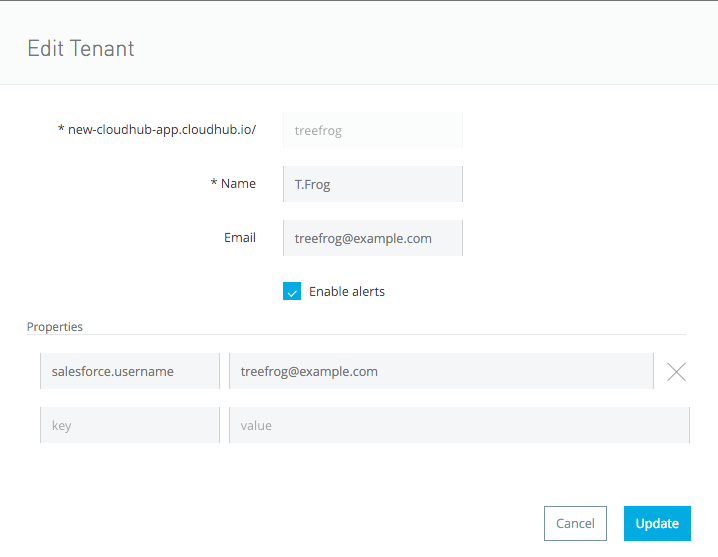 Edit Tenant
* new-cloudhub-app.cloudhub.io/ treefrog
* Name T.Frog
Email treefrog@example.com
Enable alerts
Properties
salesforce.username treefrog@example.com
key value
Cancel Update